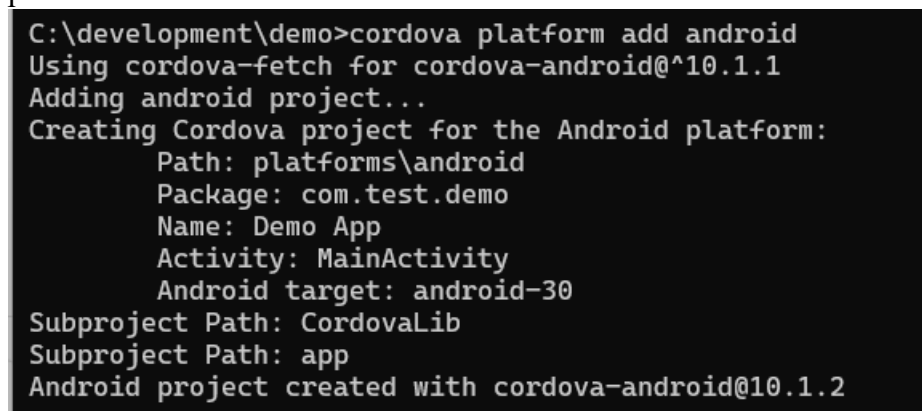 C:\development\demo>cordova platform add android
Using cordova-fetch for cordova-android@^10.1.1
Adding android project...
Creating Cordova project for the Android platform:
Path: platforms\android
Package: com.test.demo
Name: Demo App
Activity: MainActivity
Android target: android-30
Subproject Path: CordovaLib
Subproject Path: app
Android project created with cordova-android@10.1.2